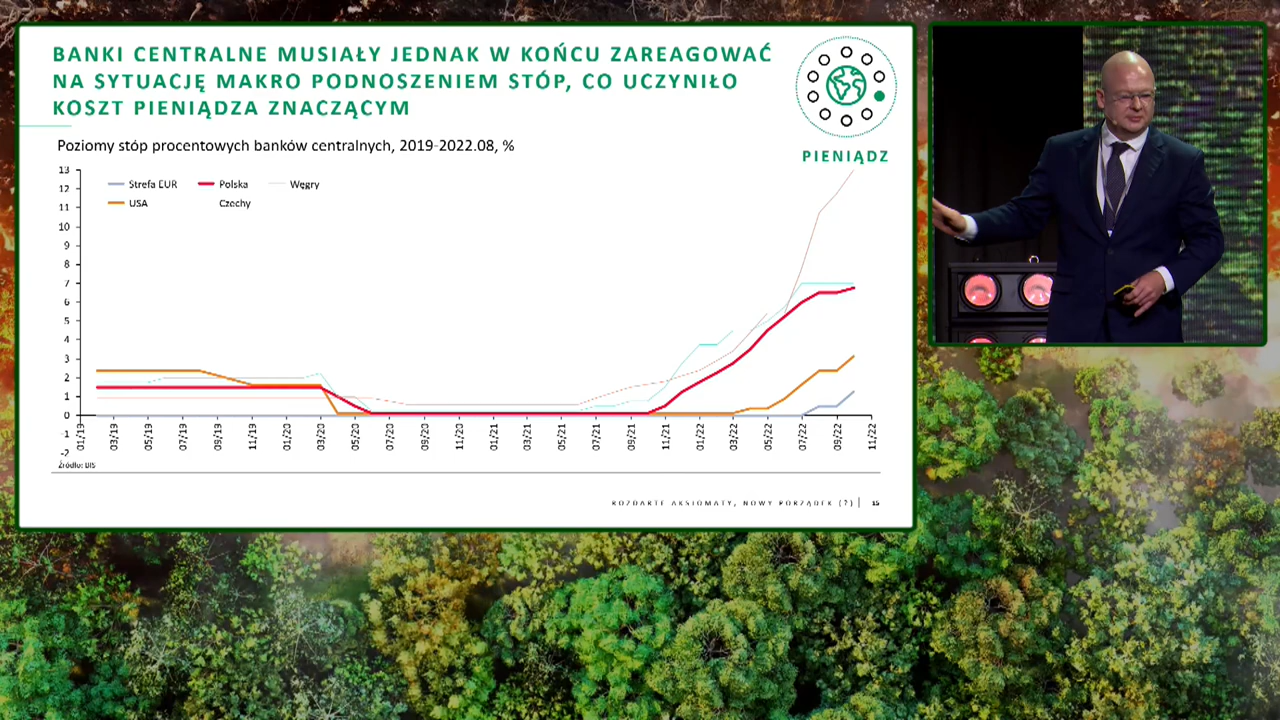 BANKI CENTRALNE MUSIAŁY JEDNAK W KOŃCU ZAREAGOWAĆ
NA SYTUACJĘ MAKRO PODNOSZENIEM STÓP, CO UCZYNIŁO
KOSZT PIENIĄDZA ZNACZĄCYM
PIENIĄDZ
Poziomy stóp procentowych banków centralnych, 2019-2022.08, %
Strefa EUR Polska Węgry
USA Czechy
13
12
11
10
9
8
7
6
5
4
3
2
1
0
-1
-2
01/19 03/19 05/19 07/19 09/19 11/19 01/20 03/20 05/20 07/20 09/20 11/20 01/21 03/21 05/21 07/21 09/21 11/21 01/22 03/22 05/22 07/22 09/22 11/22
Źródło: BIS
ROZDARTE AKSJOMATY, NOWY PORZĄDEK (?) | 15